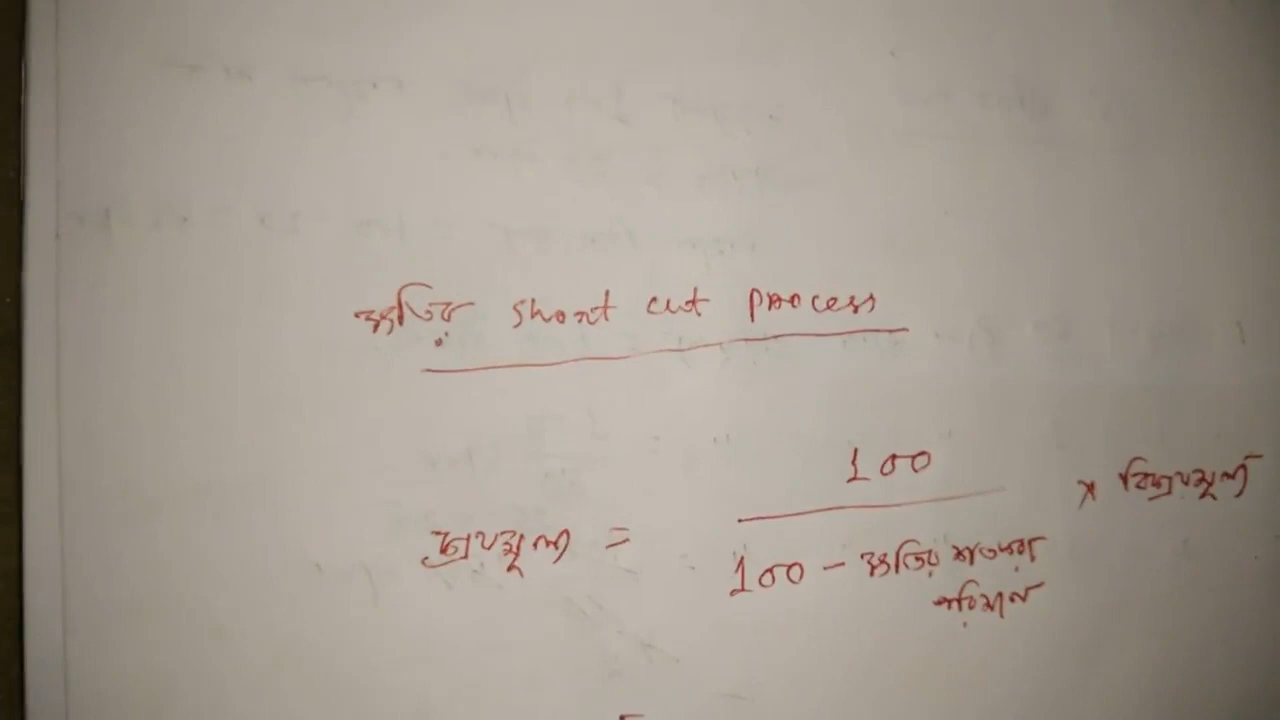 ক্ষতির short cut process
ক্রয়মূল্য = 100 / 100 - ক্ষতির শতকরা পরিমাণ × বিক্রয়মূল্য